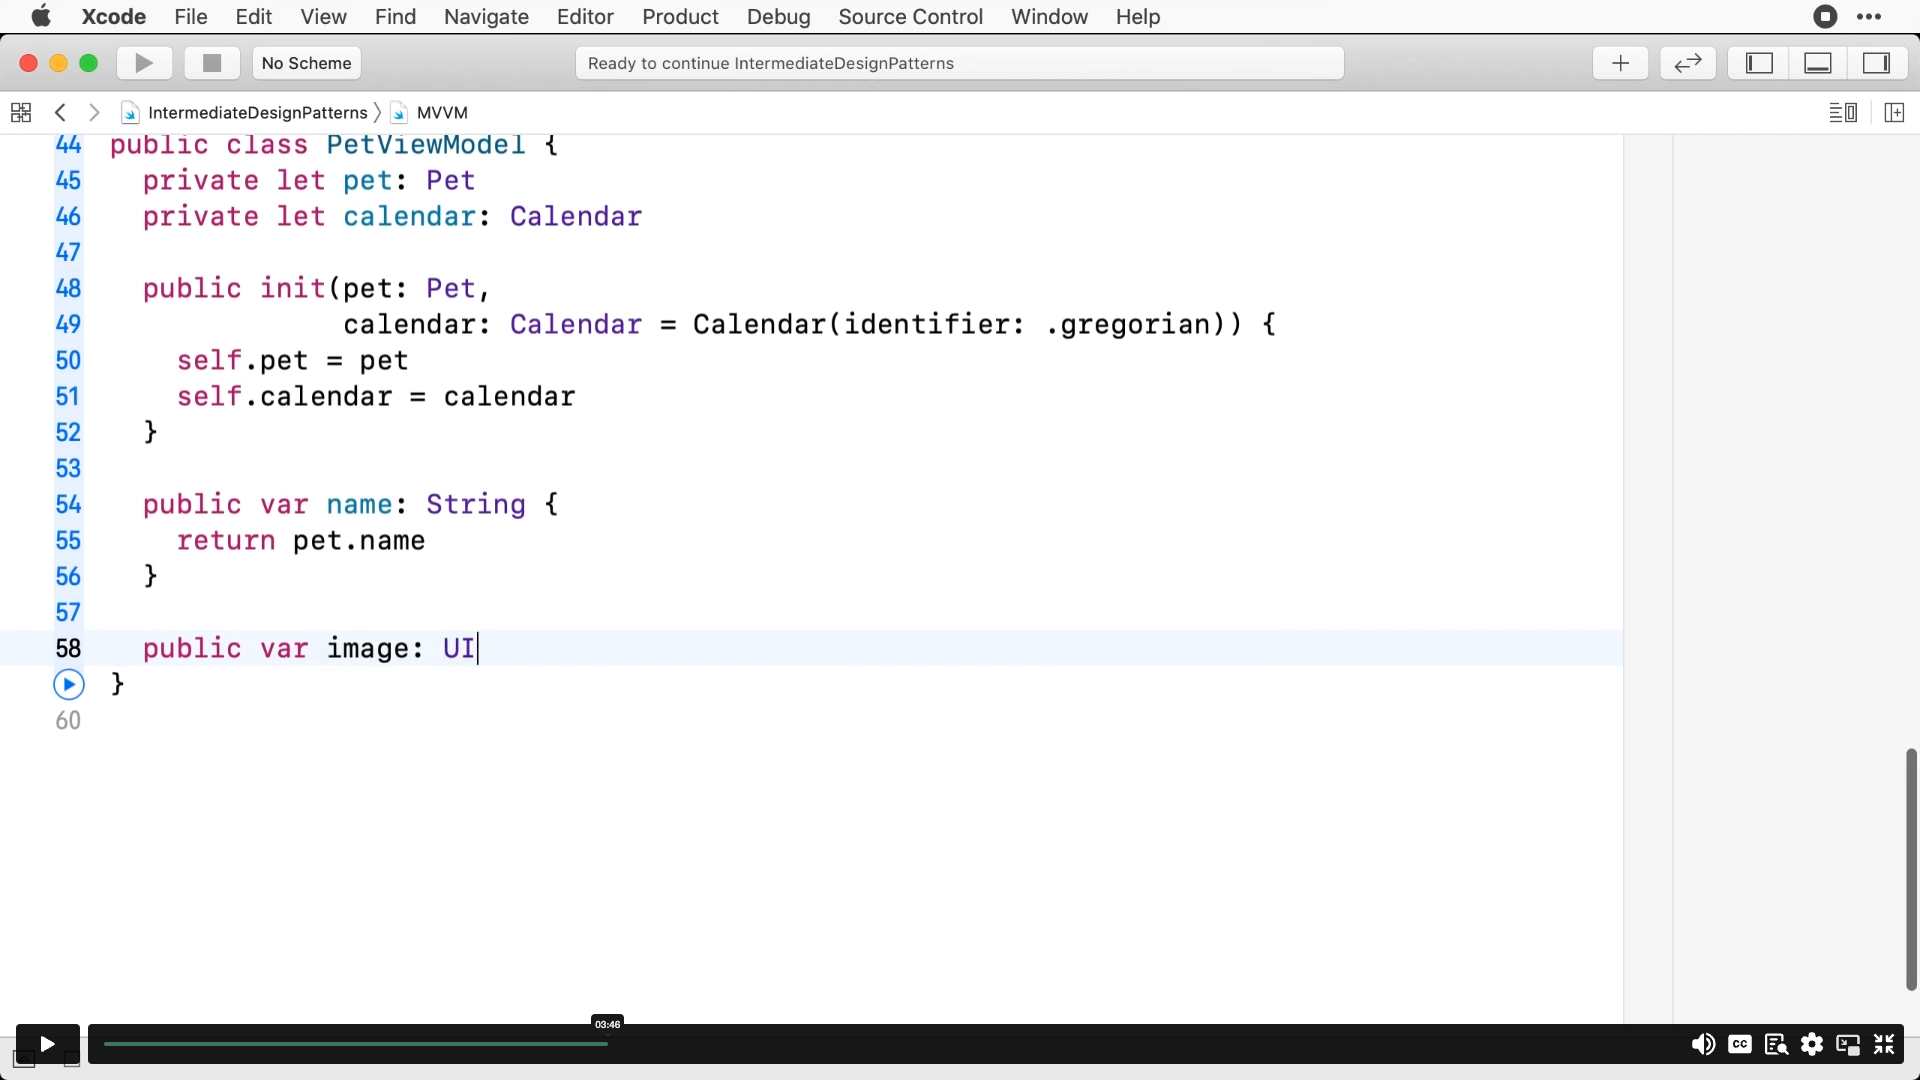 Xcode File Edit View Find Navigate Editor Product Debug Source Control Window Help
No Scheme
Ready to continue IntermediateDesignPatterns
IntermediateDesignPatterns MVVM
44 public class PetViewModel {
45 private let pet: Pet
46 private let calendar: Calendar
47
48 public init(pet: Pet,
49 calendar: Calendar = Calendar(identifier: .gregorian)) {
50 self.pet = pet
51 self.calendar = calendar
52 }
53
54 public var name: String {
55 return pet.name
56 }
57
58 public var image: UI
}
60
03:46
CC